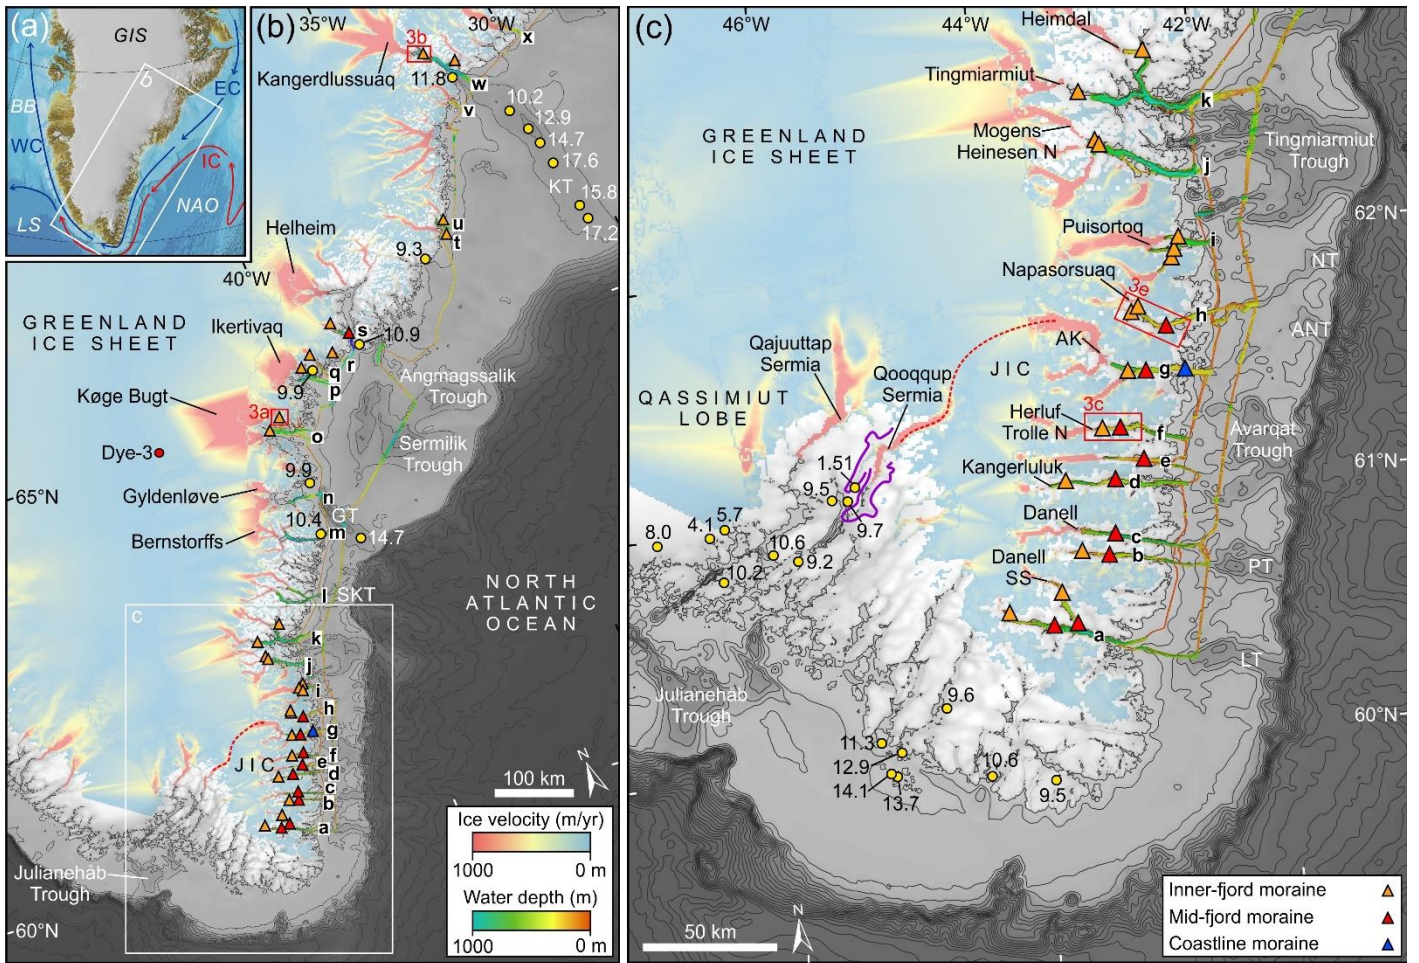 (a)
GIS
b
EC
BB
WC
IC
LS
NAO
(b)
35°W
30°W
3b
x
Kangerdlussuaq
11.8
w
v
10.2
12.9
14.7
17.6
KT
15.8
17.2
u
t
Helheim
9.3
40°W
GREENLAND
ICE SHEET
Ikertivaq
s
10.9
r
q
9.9
p
Angmagssalik
Trough
Køge Bugt
3a
o
Sermilik
Trough
Dye-3
9.9
Gyldenløve
65°N
n
GT
10.4
m
14.7
Bernstorffs
NORTH
ATLANTIC
OCEAN
l
SKT
c
k
j
i
h
g
JIC
f
e
d
c
b
a
N
100 km
Ice velocity (m/yr)
1000
0 m
Water depth (m)
1000
0 m
Julianehåb
Trough
60°N
(c)
46°W
44°W
42°W
Heimdal
Tingmiarmiut
k
GREENLAND
ICE SHEET
Mogens
Heinesen N
Tingmiarmiut
Trough
j
62°N
Puisortoq
i
NT
Napasorsuaq
3e
h
ANT
Qajuuttap
Sermia
AK
JIC
g
Qooqqup
Sermia
QASSIMIUT
LOBE
3c
Herluf
Trolle N
f
Avarqat
Trough
e
61°N
1.51
Kangerluluk
d
9.5
9.7
Danell
c
8.0
4.1
5.7
10.6
9.2
b
Danell
SS
PT
10.2
a
LT
Julianehåb
Trough
9.6
60°N
11.3
12.9
14.1
13.7
10.6
9.5
50 km
N
Inner-fjord moraine
Mid-fjord moraine
Coastline moraine